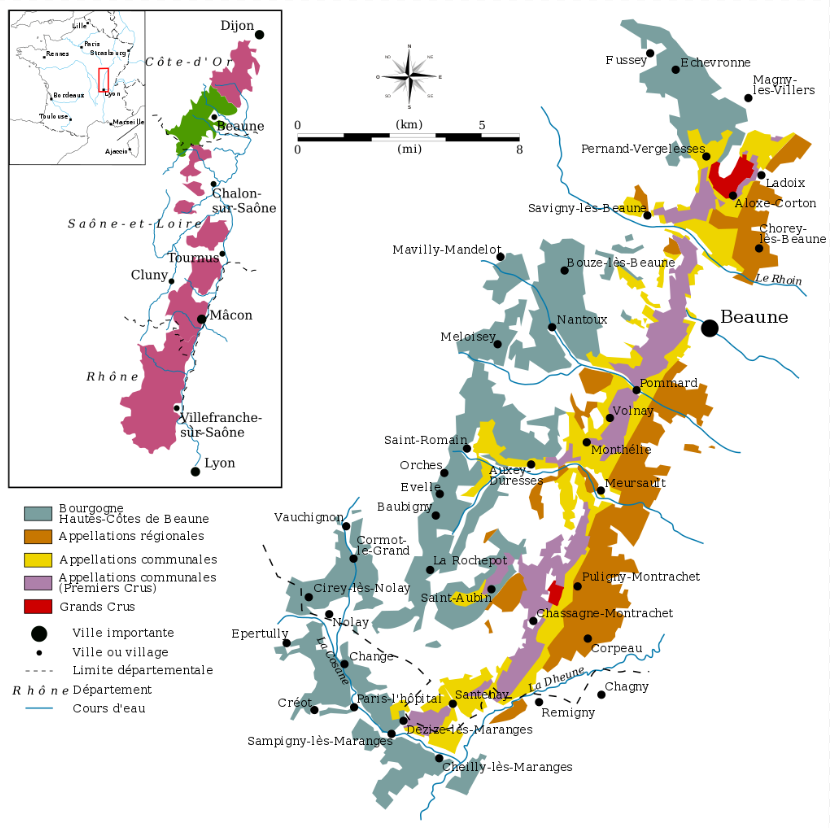 Lille
Paris
Strasbourg
Rennes
Lyon
Bordeaux
Toulouse
Marseille
Ajaccio
Dijon
Côte-d'Or
Beaune
Chalon-
sur-Saône
Saône-et-Loire
Tournus
Cluny
Mâcon
Rhône
Villefranche-
sur-Saône
Lyon
N
NO
NE
O
E
SO
SE
S
0 (km) 5
0 (mi) 8
Fussey
Echevronne
Magny-
les-Villers
Pernand-Vergelesses
Ladoix
Aloxe-Corton
Savigny-lès-Beaune
Chorey-
lès-Beaune
Le Rhoin
Mavilly-Mandelot
Bouze-lès-Beaune
Beaune
Nantoux
Meloisey
Pommard
Volnay
Monthélie
Saint-Romain
Auxey-
Duresses
Orches
Meursault
Evelle
Baubigny
Vauchignon
Cormot-
le-Grand
La Rochepot
Cirey-lès-Nolay
Saint-Aubin
Puligny-Montrachet
Nolay
Chassagne-Montrachet
Epertully
La Cosane
Change
Corpeau
La Dheune
Chagny
Créot
Paris-l'hôpital
Santenay
Remigny
Dezize-lès-Maranges
Sampigny-lès-Maranges
Cheilly-lès-Maranges
Bourgogne
Hautes-Côtes de Beaune
Appellations régionales
Appellations communales
Appellations communales
(Premiers Crus)
Grands Crus
Ville importante
Ville ou village
Limite départementale
Rhône Département
Cours d'eau